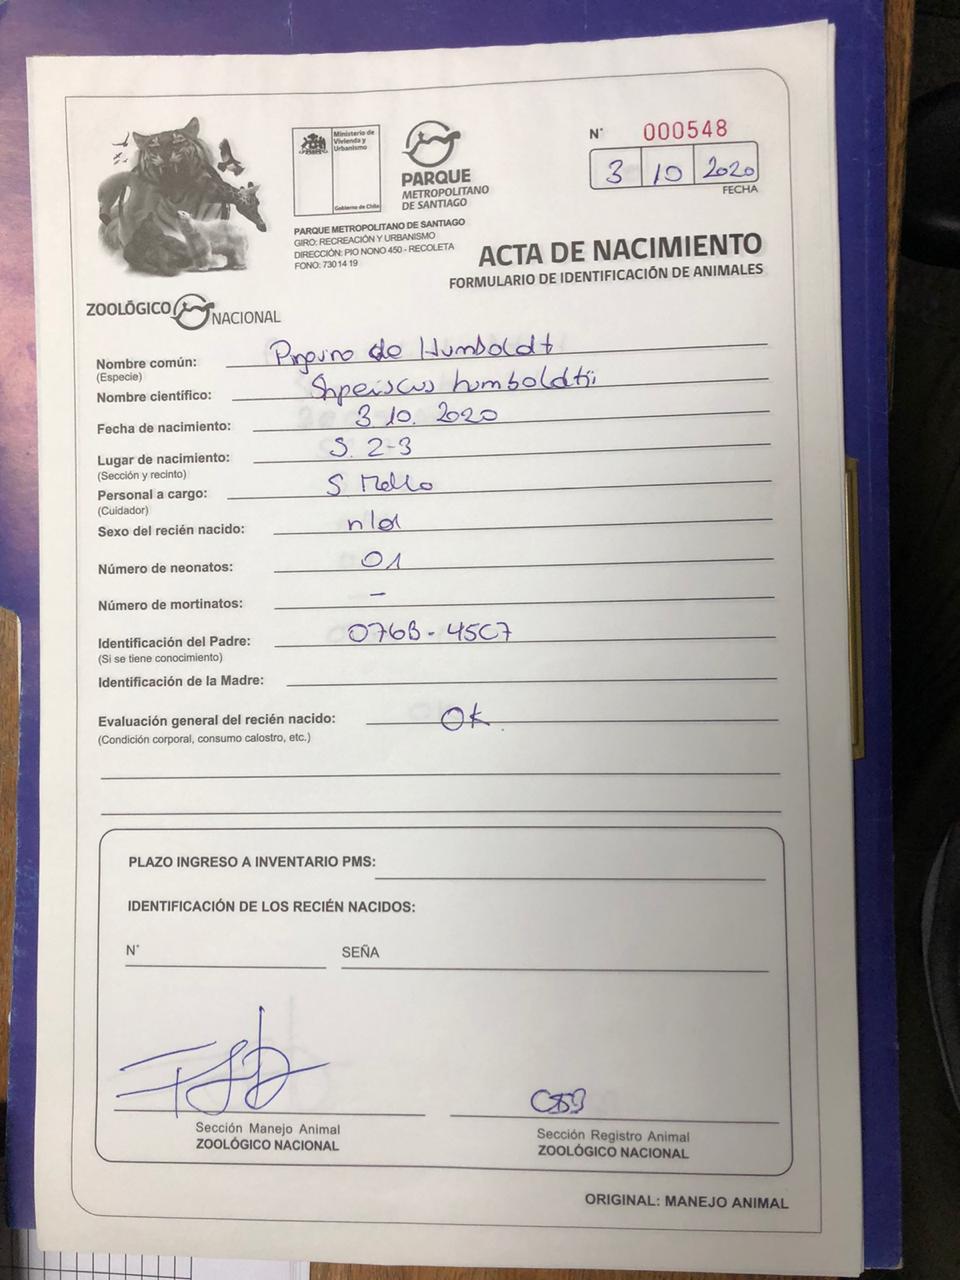 Ministerio de
Vivienda y
Urbanismo
Gobierno de Chile
PARQUE
METROPOLITANO
DE SANTIAGO
N° 000548
3 10 2020
FECHA
PARQUE METROPOLITANO DE SANTIAGO
GIRO: RECREACIÓN Y URBANISMO
DIRECCIÓN: PIO NONO 450 - RECOLETA
FONO: 730 14 19
ACTA DE NACIMIENTO
FORMULARIO DE IDENTIFICACIÓN DE ANIMALES
ZOOLÓGICO NACIONAL
Nombre común: Pinguino de Humboldt
(Especie)
Nombre científico: Spheniscus humboldtii
Fecha de nacimiento: 3 10. 2020
Lugar de nacimiento: S. 2-3
(Sección y recinto)
Personal a cargo: S Mello
(Cuidador)
Sexo del recién nacido: n/d
Número de neonatos: 01
Número de mortinatos: -
Identificación del Padre: 076B - 45C7
(Si se tiene conocimiento)
Identificación de la Madre:
Evaluación general del recién nacido: OK.
(Condición corporal, consumo calostro, etc.)
PLAZO INGRESO A INVENTARIO PMS:
IDENTIFICACIÓN DE LOS RECIÉN NACIDOS:
N° SEÑA
Sección Manejo Animal
ZOOLÓGICO NACIONAL
Sección Registro Animal
ZOOLÓGICO NACIONAL
ORIGINAL: MANEJO ANIMAL